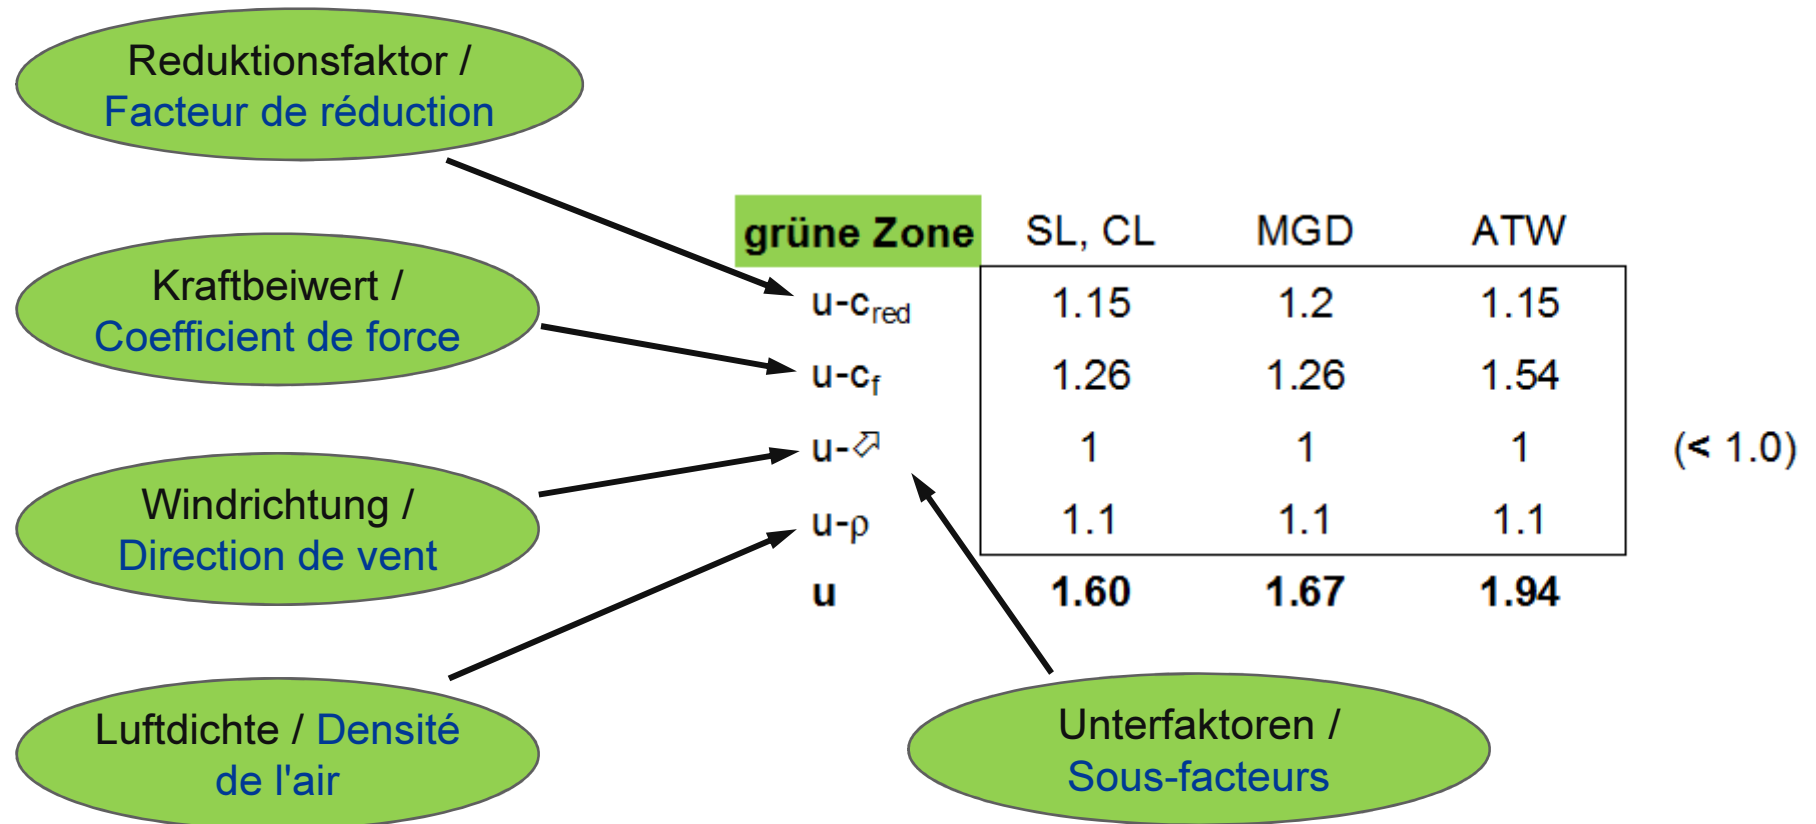 Reduktionsfaktor /
Facteur de réduction
grüne Zone SL, CL MGD ATW
Kraftbeiwert /
Coefficient de force
u-cred 1.15 1.2 1.15
u-cf 1.26 1.26 1.54
u-⬀ 1 1 1 (< 1.0)
Windrichtung /
Direction de vent
u-ρ 1.1 1.1 1.1
u 1.60 1.67 1.94
Luftdichte / Densité
de l'air
Unterfaktoren /
Sous-facteurs